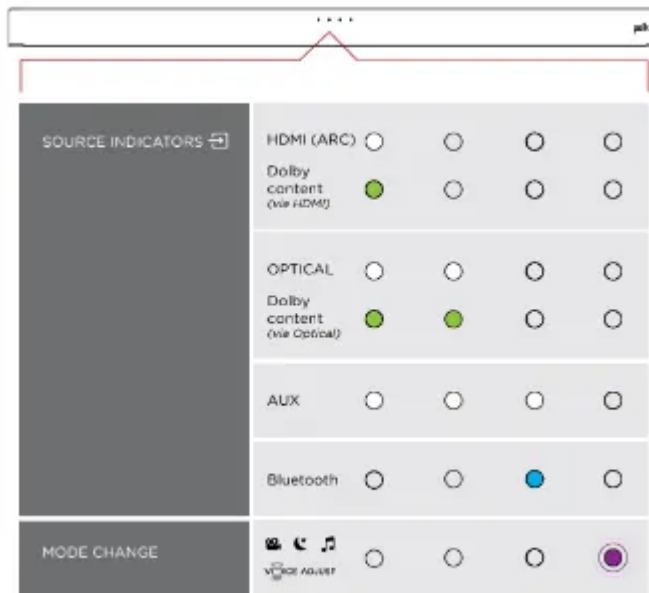 polk
SOURCE INDICATORS
HDMI (ARC)
Dolby
content
(via HDMI)
OPTICAL
Dolby
content
(via Optical)
AUX
Bluetooth
MODE CHANGE
VOICE ADJUST